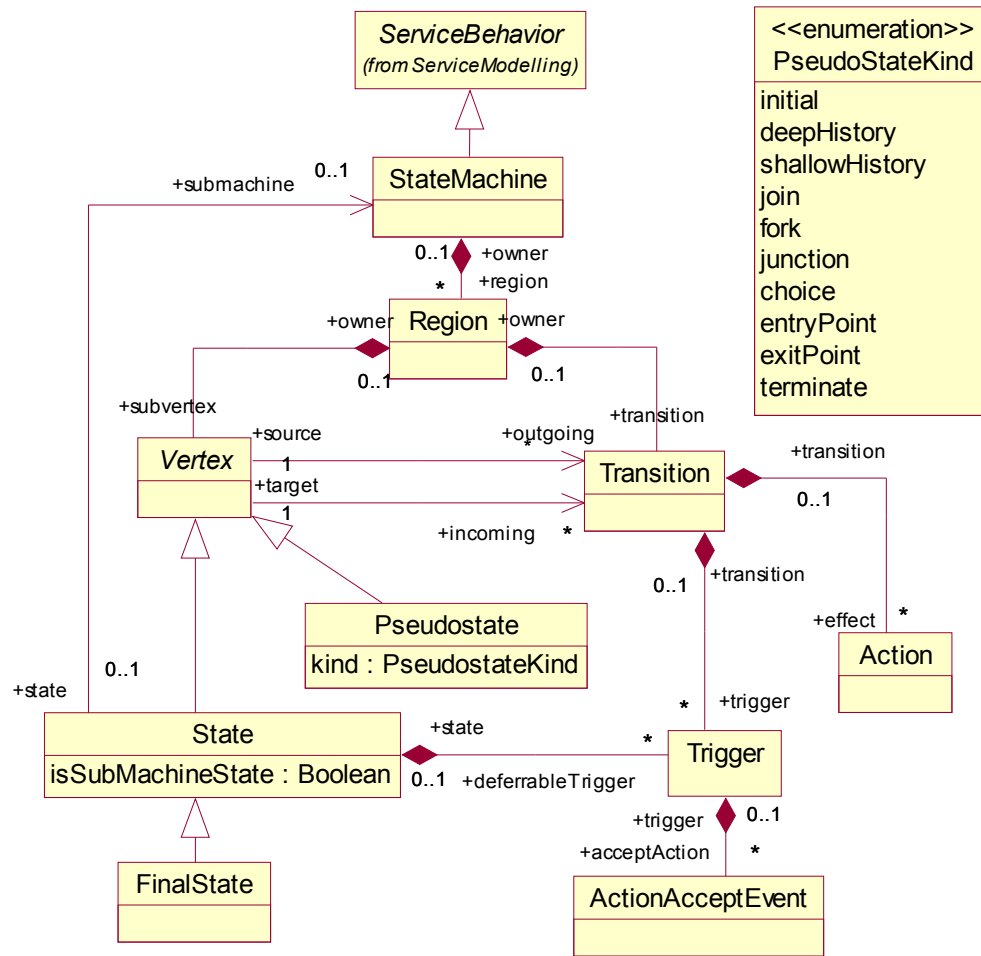 ServiceBehavior
(from ServiceModelling)
<<enumeration>>
PseudoStateKind
initial
deepHistory
shallowHistory
join
fork
junction
choice
entryPoint
exitPoint
terminate
0..1
+submachine
StateMachine
0..1
+owner
*
+region
+owner
Region
+owner
0..1
0..1
+subvertex
+transition
+source
+outgoing
1
*
Vertex
Transition
+transition
0..1
+target
1
+incoming
*
0..1
+transition
Pseudostate
kind : PseudostateKind
+effect
*
Action
0..1
+state
State
isSubMachineState : Boolean
+state
0..1
+deferrableTrigger
*
*
+trigger
Trigger
+trigger
0..1
+acceptAction
*
FinalState
ActionAcceptEvent